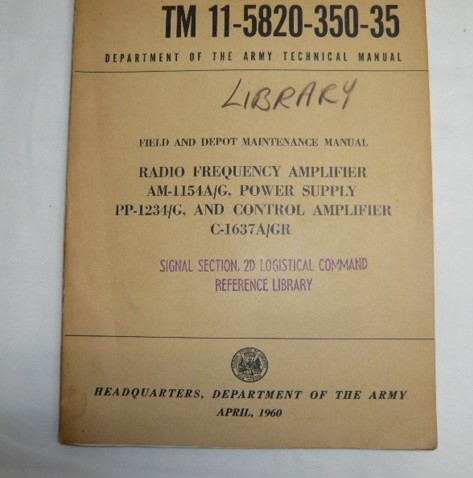 TM 11-5820-350-35
DEPARTMENT OF THE ARMY TECHNICAL MANUAL
LIBRARY
FIELD AND DEPOT MAINTENANCE MANUAL
RADIO FREQUENCY AMPLIFIER
AM-1154A/G, POWER SUPPLY
PP-1234/G, AND CONTROL AMPLIFIER
C-1637A/GR
SIGNAL SECTION, 2D LOGISTICAL COMMAND
REFERENCE LIBRARY
HEADQUARTERS, DEPARTMENT OF THE ARMY
APRIL, 1960